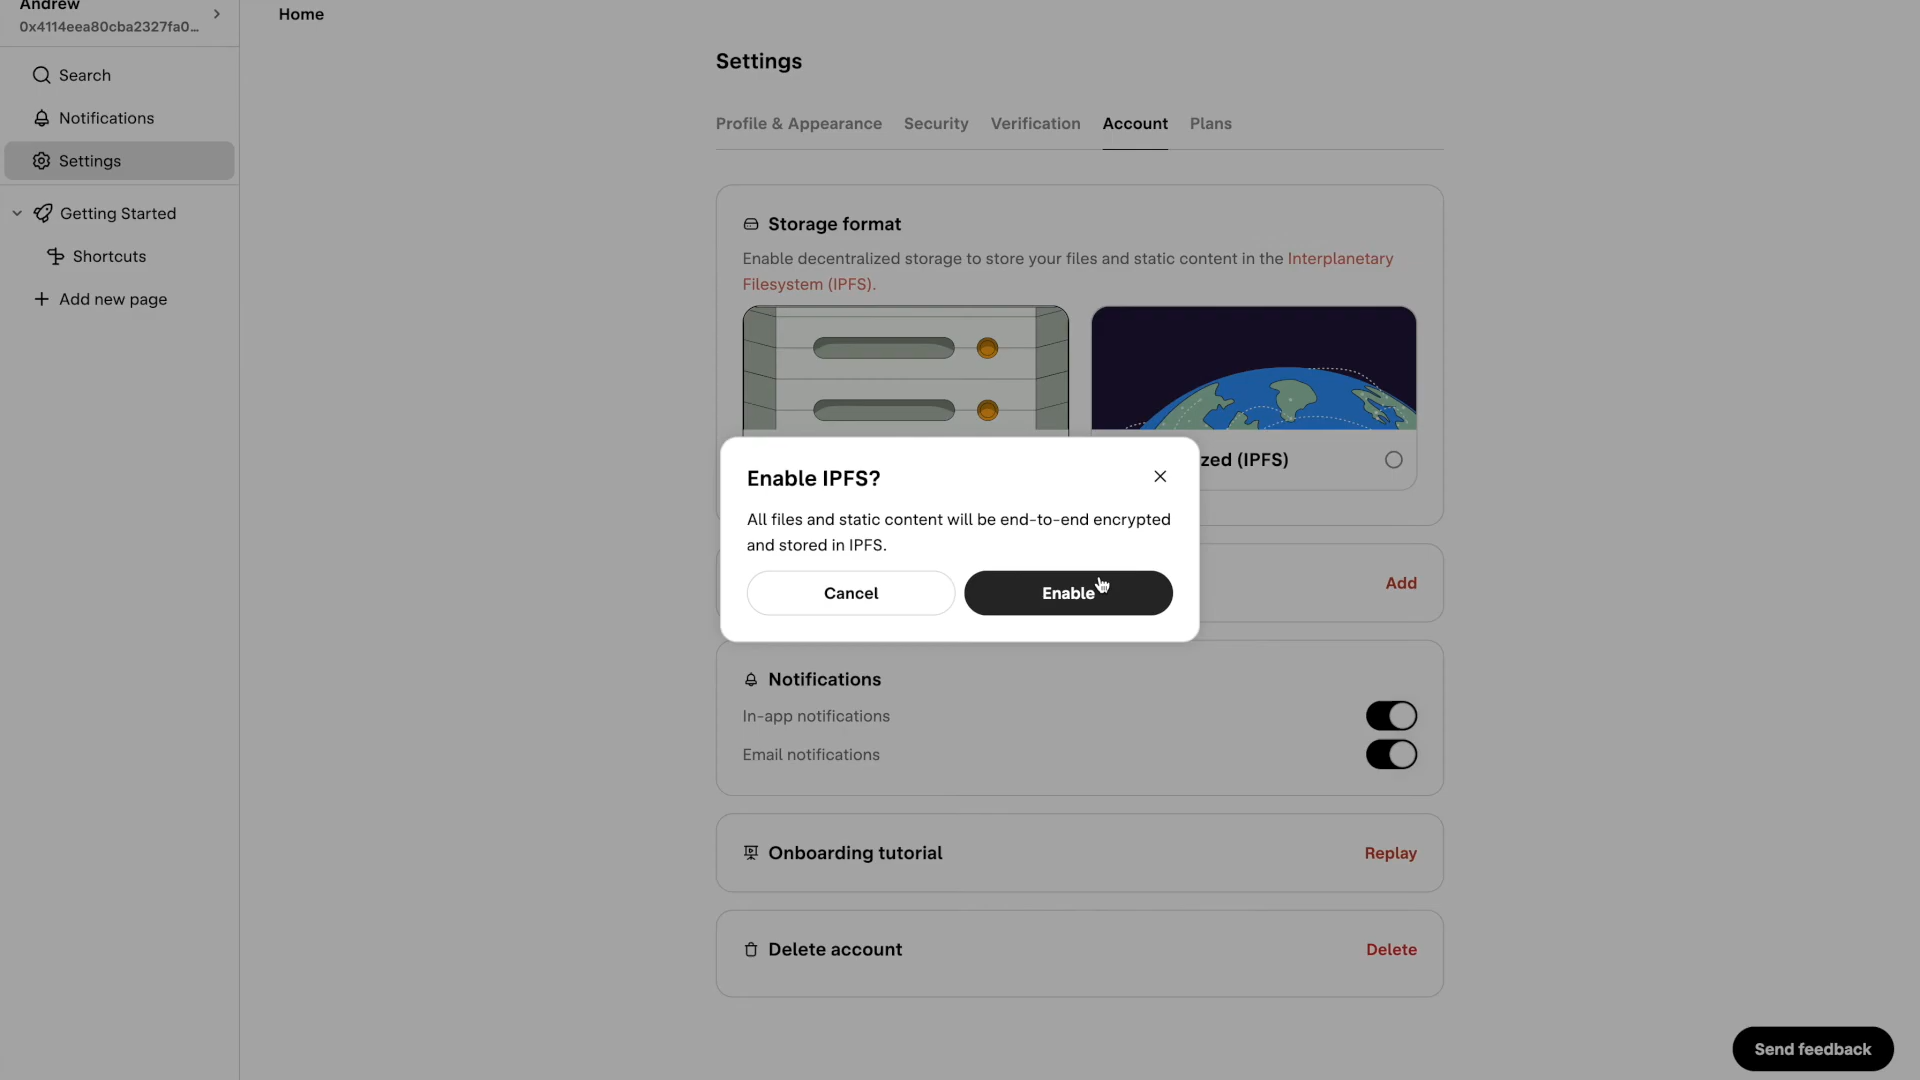 Andrew
0x4114eea80cba2327fa0...
Search
Notifications
Settings
Getting Started
Shortcuts
Add new page
Home
Settings
Profile & Appearance
Security
Verification
Account
Plans
Storage format
Enable decentralized storage to store your files and static content in the Interplanetary
Filesystem (IPFS).
zed (IPFS)
Enable IPFS?
All files and static content will be end-to-end encrypted
and stored in IPFS.
Cancel
Enable
Add
Notifications
In-app notifications
Email notifications
Onboarding tutorial
Replay
Delete account
Delete
Send feedback